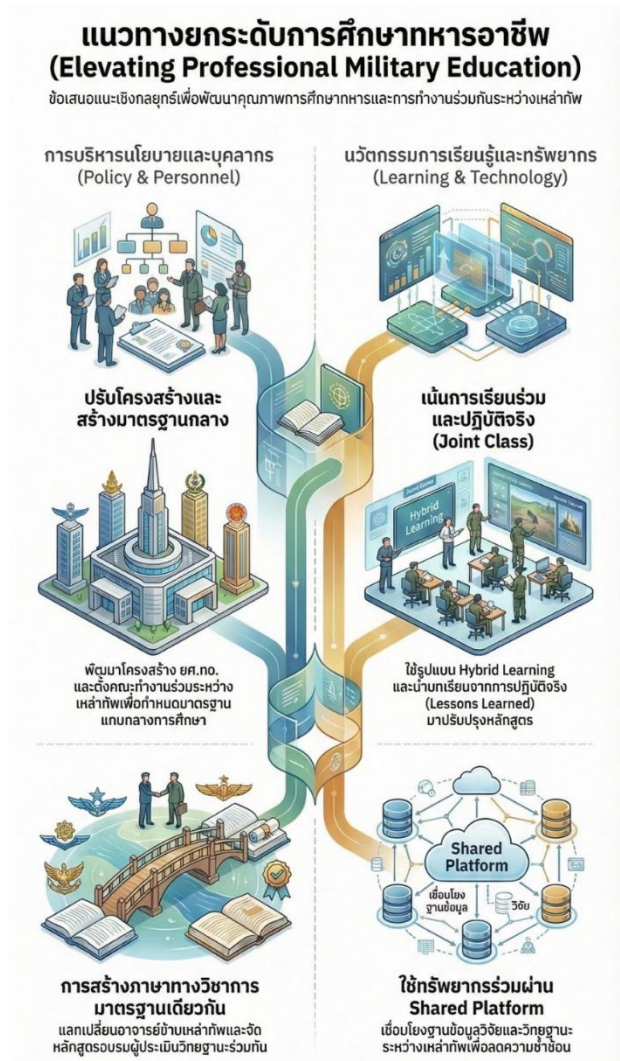 แนวทางยกระดับการศึกษาทหารอาชีพ
(Elevating Professional Military Education)
ข้อเสนอแนะเชิงกลยุทธ์เพื่อพัฒนาคุณภาพการศึกษาทหารและการทำงานร่วมกันระหว่างเหล่าทัพ
การบริหารนโยบายและบุคลากร
(Policy & Personnel)
ปรับโครงสร้างและ
สร้างมาตรฐานกลาง
พัฒนาโครงสร้าง ยศ.ทอ.
และตั้งคณะทำงานร่วมระหว่าง
เหล่าทัพเพื่อกำหนดมาตรฐาน
แกนกลางการศึกษา
การสร้างภาษาทางวิชาการ
มาตรฐานเดียวกัน
แลกเปลี่ยนอาจารย์ข้ามเหล่าทัพและจัด
หลักสูตรอบรมผู้ประเมินวิทยฐานะร่วมกัน
นวัตกรรมการเรียนรู้และทรัพยากร
(Learning & Technology)
เน้นการเรียนร่วม
และปฏิบัติจริง
(Joint Class)
Hybrid
Learning
ใช้รูปแบบ Hybrid Learning
และนำบทเรียนจากการปฏิบัติจริง
(Lessons Learned)
มาปรับปรุงหลักสูตร
Shared
Platform
เชื่อมโยง
ฐานข้อมูล
วิจัย
ใช้ทรัพยากรร่วมผ่าน
Shared Platform
เชื่อมโยงฐานข้อมูลวิจัยและวิทยฐานะ
ระหว่างเหล่าทัพเพื่อลดความซ้ำซ้อน